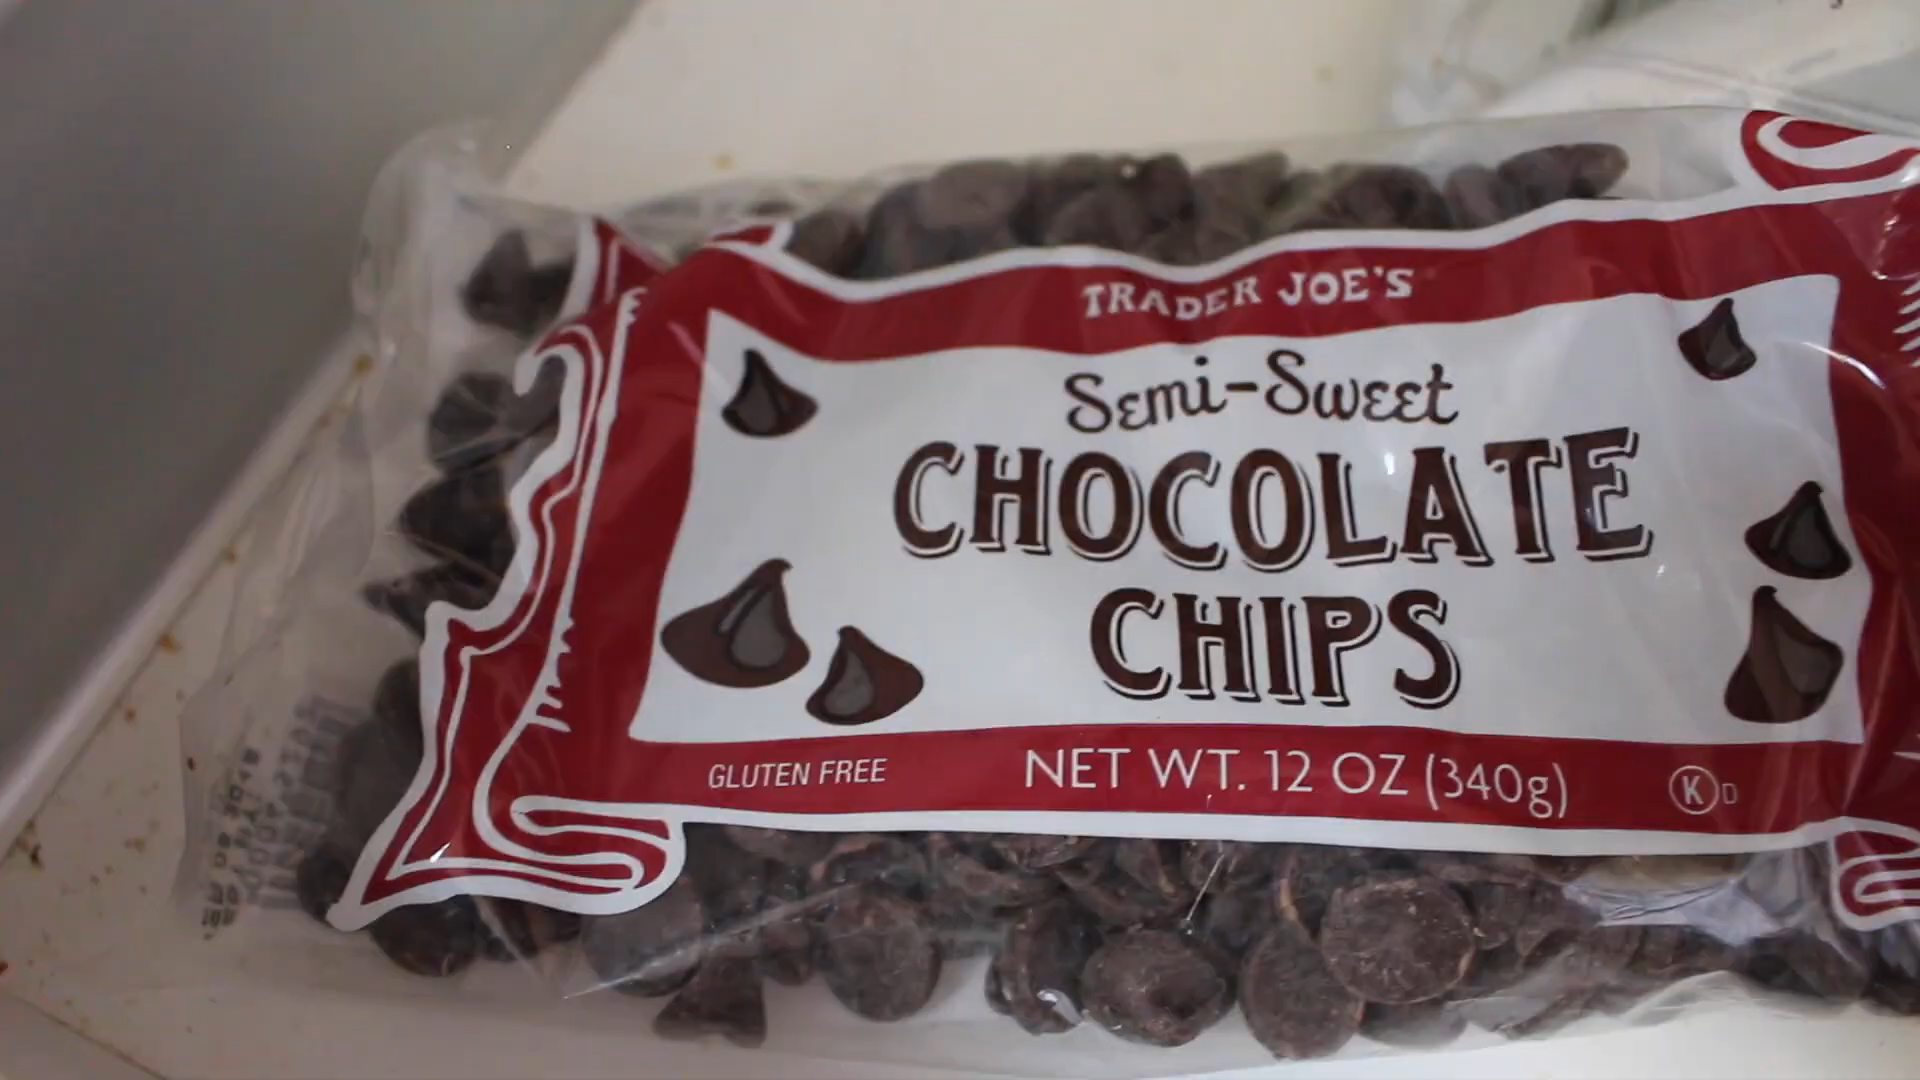 TRADER JOE'S
Semi-Sweet
CHOCOLATE
CHIPS
GLUTEN FREE NET WT. 12 OZ (340g) K D